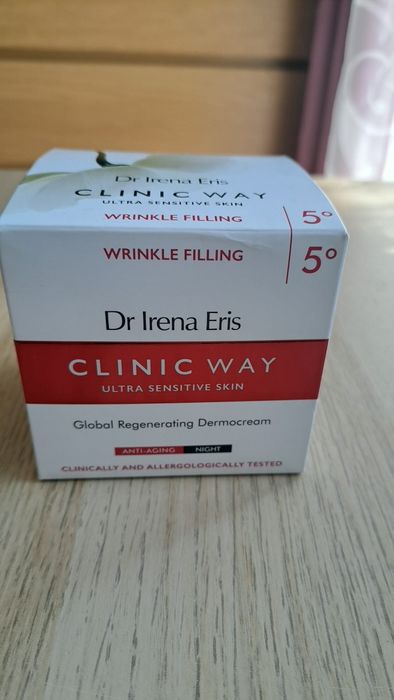 Dr Irena Eris
CLINIC WAY
ULTRA SENSITIVE SKIN
WRINKLE FILLING 5°
WRINKLE FILLING 5°
Dr Irena Eris
CLINIC WAY
ULTRA SENSITIVE SKIN
Global Regenerating Dermocream
ANTI-AGING NIGHT
CLINICALLY AND ALLERGOLOGICALLY TESTED